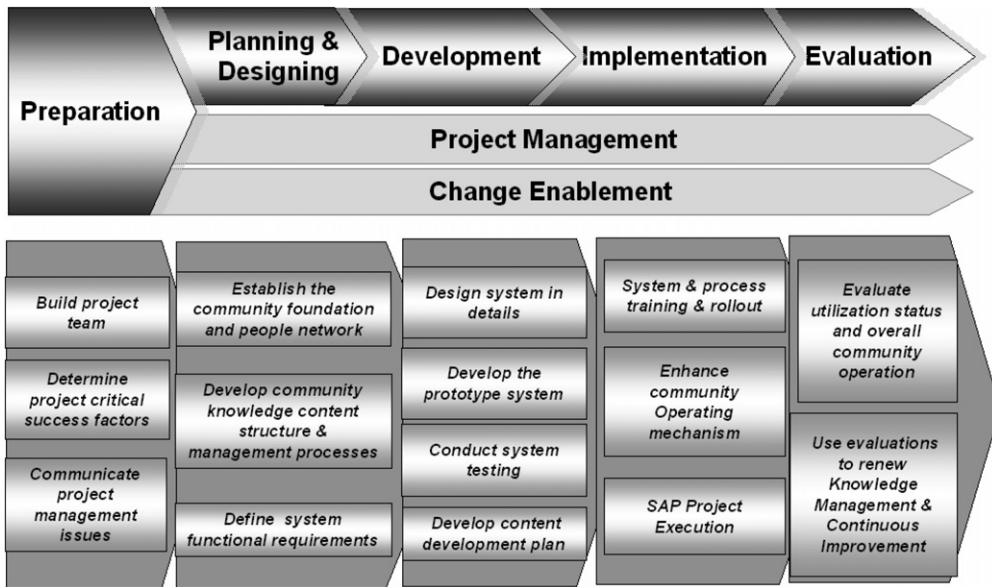 Preparation
Planning &
Designing
Development
Implementation
Evaluation
Project Management
Change Enablement
Build project
team
Determine
project critical
success factors
Communicate
project
management
issues
Establish the
community foundation
and people network
Develop community
knowledge content
structure &
management processes
Define system
functional requirements
Design system in
details
Develop the
prototype system
Conduct system
testing
Develop content
development plan
System & process
training & rollout
Enhance
community
Operating
mechanism
SAP Project
Execution
Evaluate
utilization status
and overall
community
operation
Use evaluations
to renew
Knowledge
Management &
Continuous
Improvement